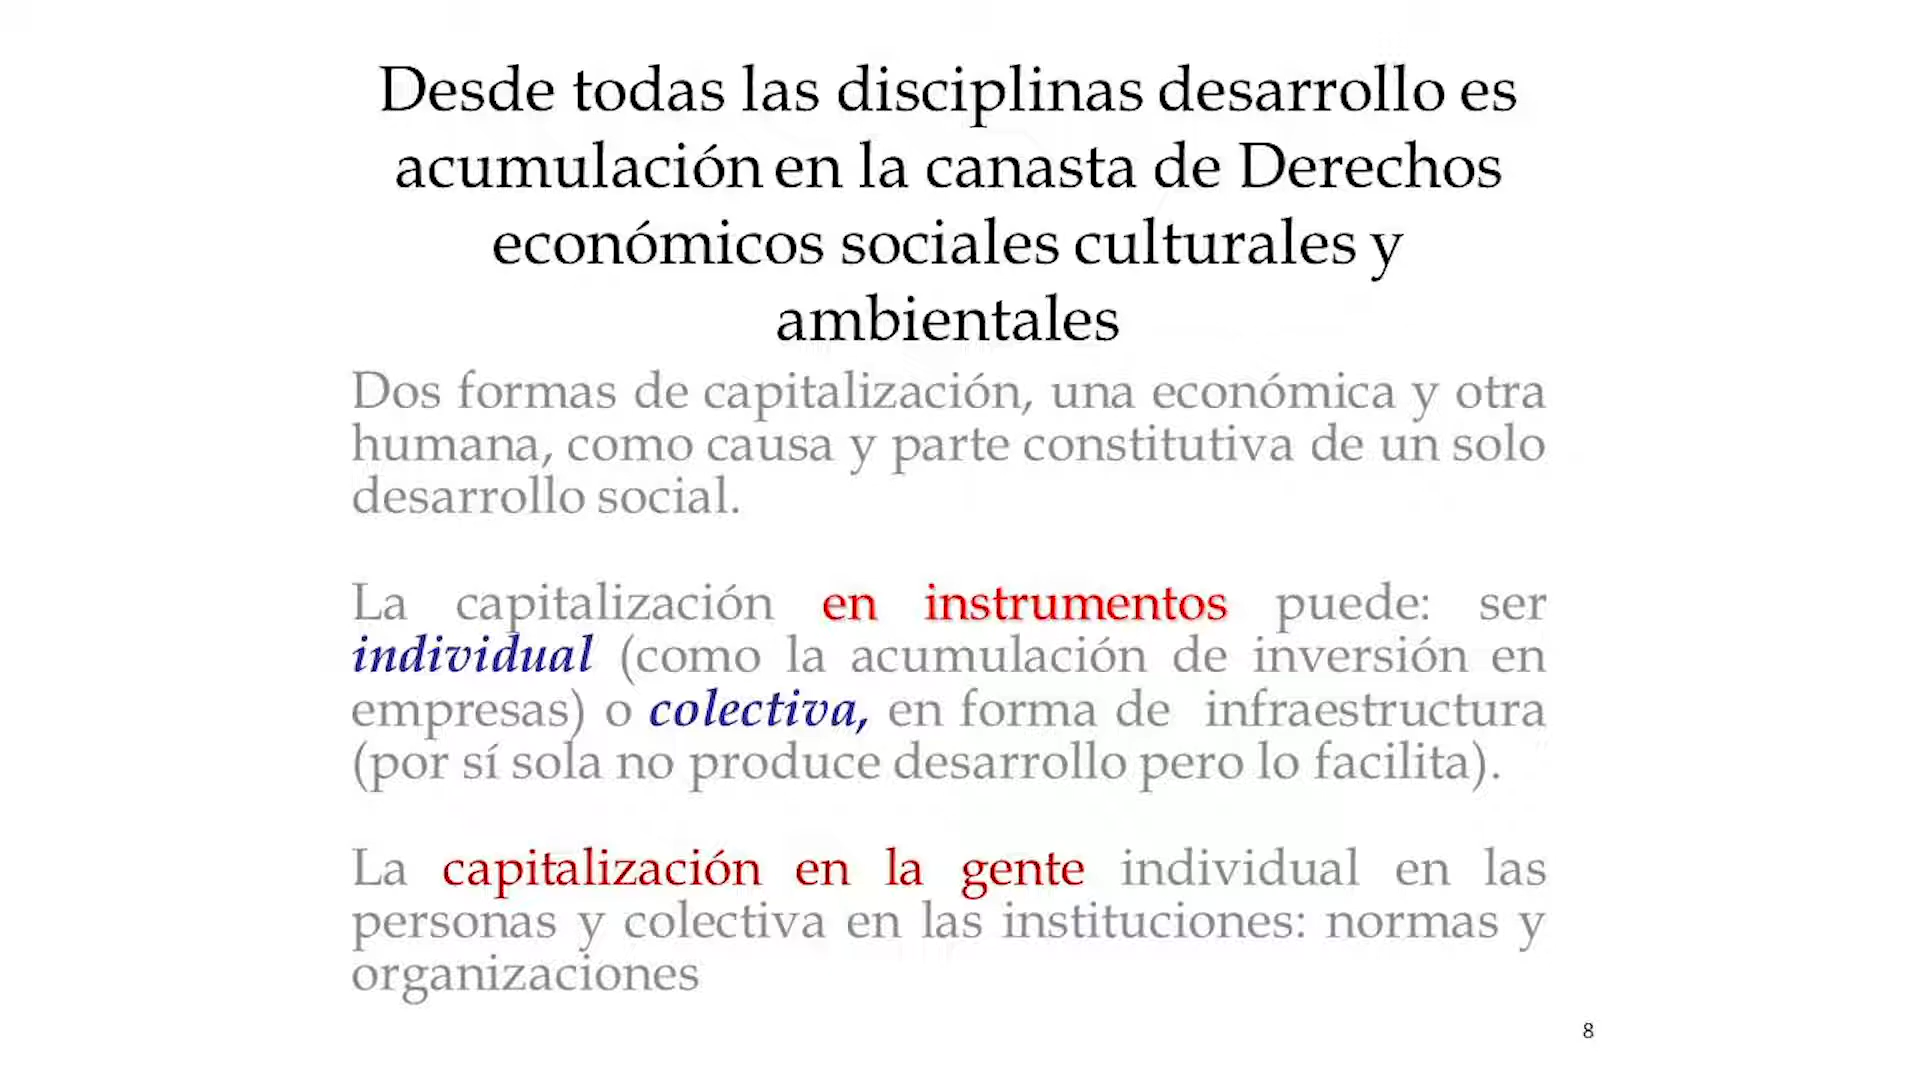 Desde todas las disciplinas desarrollo es
acumulación en la canasta de Derechos
económicos sociales culturales y
ambientales
Dos formas de capitalización, una económica y otra
humana, como causa y parte constitutiva de un solo
desarrollo social.
La capitalización en instrumentos puede: ser
individual (como la acumulación de inversión en
empresas) o colectiva, en forma de infraestructura
(por sí sola no produce desarrollo pero lo facilita).
La capitalización en la gente individual en las
personas y colectiva en las instituciones: normas y
organizaciones
8